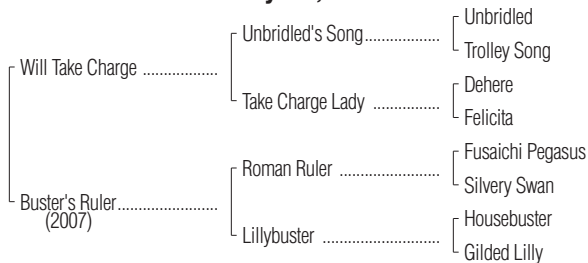 Unbridled
Unbridled's Song
Trolley Song
Will Take Charge
Dehere
Take Charge Lady
Felicita
Fusaichi Pegasus
Roman Ruler
Silvery Swan
Buster's Ruler
(2007)
Housebuster
Lillybuster
Gilded Lilly